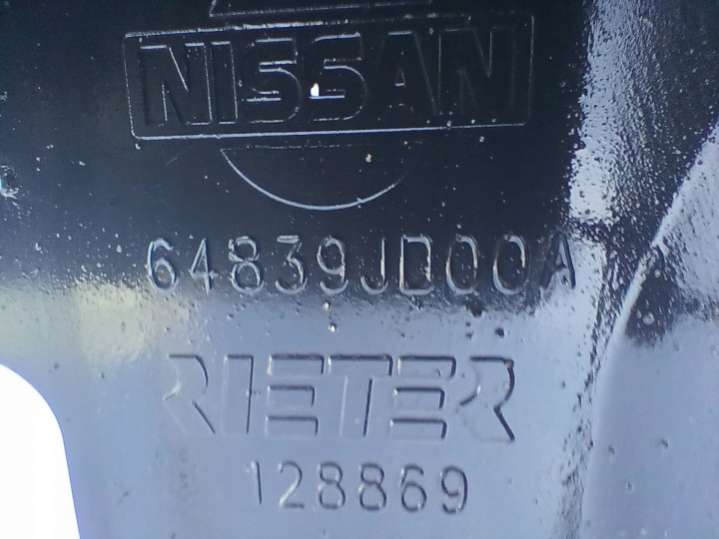 NISSAN
64839JD00A
RIETER
128869